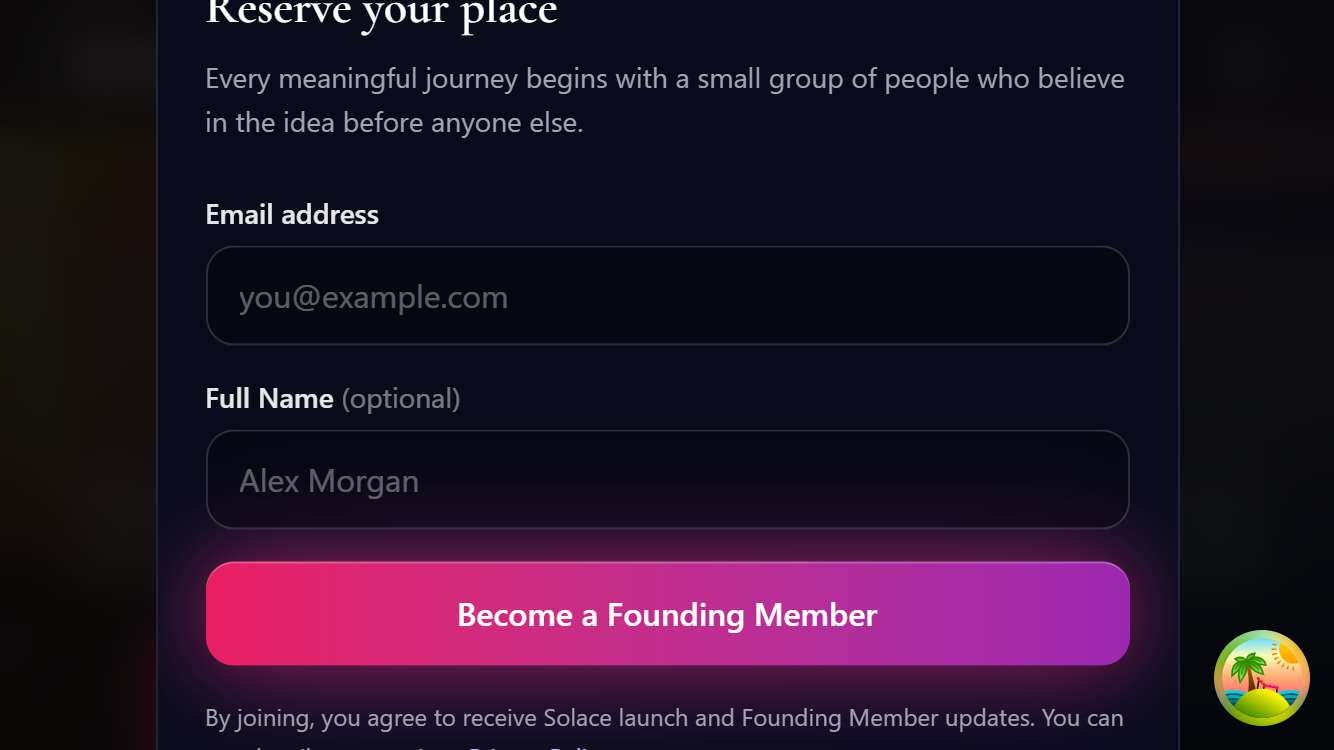 Reserve your place
Every meaningful journey begins with a small group of people who believe
in the idea before anyone else.
Email address
you@example.com
Full Name (optional)
Alex Morgan
Become a Founding Member
By joining, you agree to receive Solace launch and Founding Member updates. You can